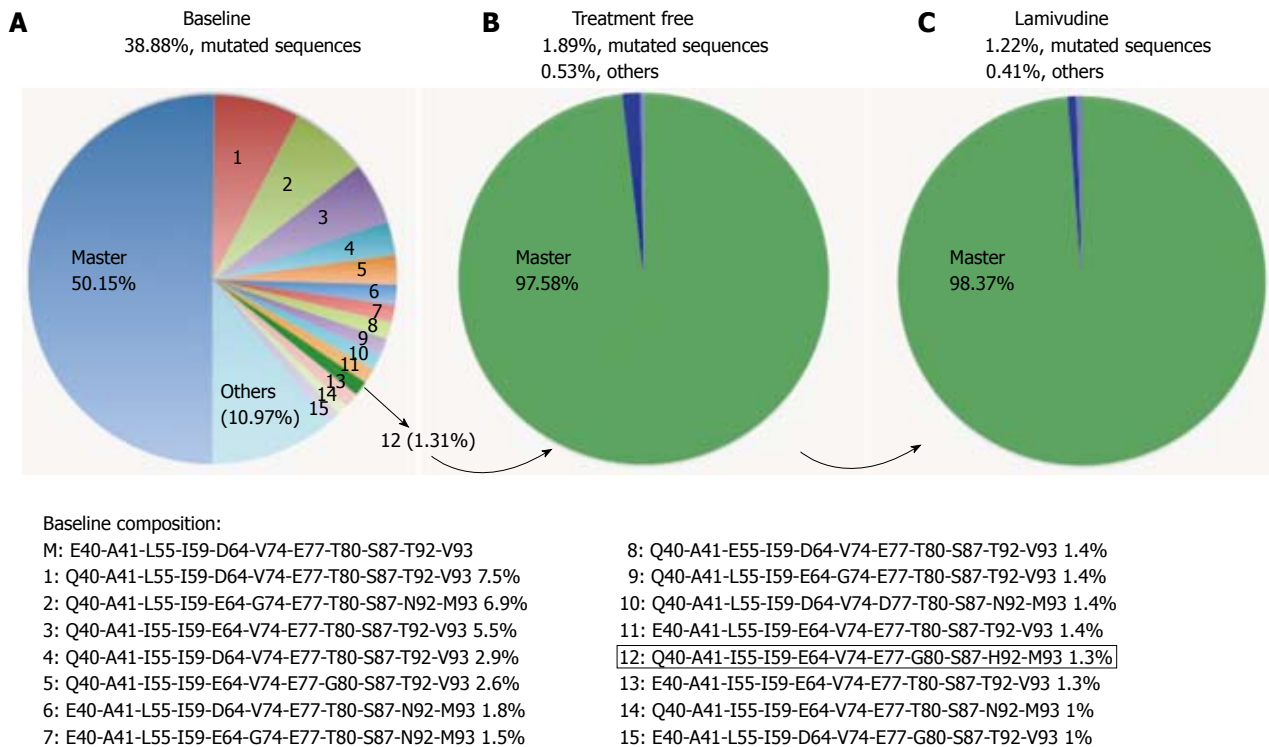 A
Baseline
38.88%, mutated sequences
Master
50.15%
1
2
3
4
5
6
7
8
9
10
11
13
14
15
Others
(10.97%)
12 (1.31%)
B
Treatment free
1.89%, mutated sequences
0.53%, others
Master
97.58%
C
Lamivudine
1.22%, mutated sequences
0.41%, others
Master
98.37%
Baseline composition:
M: E40-A41-L55-I59-D64-V74-E77-T80-S87-T92-V93
1: Q40-A41-L55-I59-D64-V74-E77-T80-S87-T92-V93 7.5%
2: Q40-A41-L55-I59-E64-G74-E77-T80-S87-N92-M93 6.9%
3: Q40-A41-I55-I59-E64-V74-E77-T80-S87-T92-V93 5.5%
4: Q40-A41-I55-I59-D64-V74-E77-T80-S87-T92-V93 2.9%
5: Q40-A41-I55-I59-E64-V74-E77-G80-S87-T92-V93 2.6%
6: E40-A41-L55-I59-D64-V74-E77-T80-S87-N92-M93 1.8%
7: E40-A41-L55-I59-E64-G74-E77-T80-S87-N92-M93 1.5%
8: Q40-A41-E55-I59-D64-V74-E77-T80-S87-T92-V93 1.4%
9: Q40-A41-L55-I59-E64-G74-E77-T80-S87-T92-V93 1.4%
10: Q40-A41-L55-I59-D64-V74-D77-T80-S87-N92-M93 1.4%
11: E40-A41-L55-I59-E64-V74-E77-T80-S87-T92-V93 1.4%
12: Q40-A41-I55-I59-E64-V74-E77-G80-S87-H92-M93 1.3%
13: E40-A41-I55-I59-E64-V74-E77-T80-S87-T92-V93 1.3%
14: Q40-A41-I55-I59-E64-V74-E77-T80-S87-N92-M93 1%
15: E40-A41-L55-I59-D64-V74-E77-G80-S87-T92-V93 1%